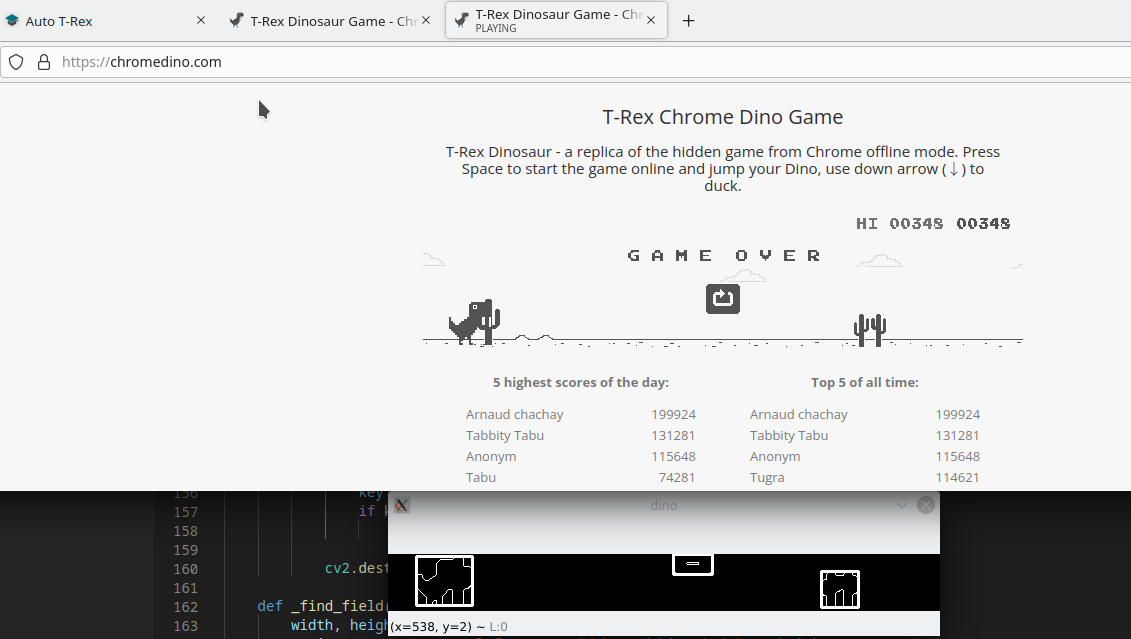 Auto T-Rex
T-Rex Dinosaur Game - Chr
T-Rex Dinosaur Game - Chr
PLAYING
https://chromedino.com
T-Rex Chrome Dino Game
T-Rex Dinosaur - a replica of the hidden game from Chrome offline mode. Press
Space to start the game online and jump your Dino, use down arrow (↓) to
duck.
HI 00348 00348
GAME OVER
5 highest scores of the day:
Arnaud chachay 199924
Tabbity Tabu 131281
Anonym 115648
Tabu 74281
Top 5 of all time:
Arnaud chachay 199924
Tabbity Tabu 131281
Anonym 115648
Tugra 114621
156 key
157 if k
158
159
160 cv2.dest
161
162 def _find_field(
163 width, heigh
dino
(x=538, y=2) ~ L:0